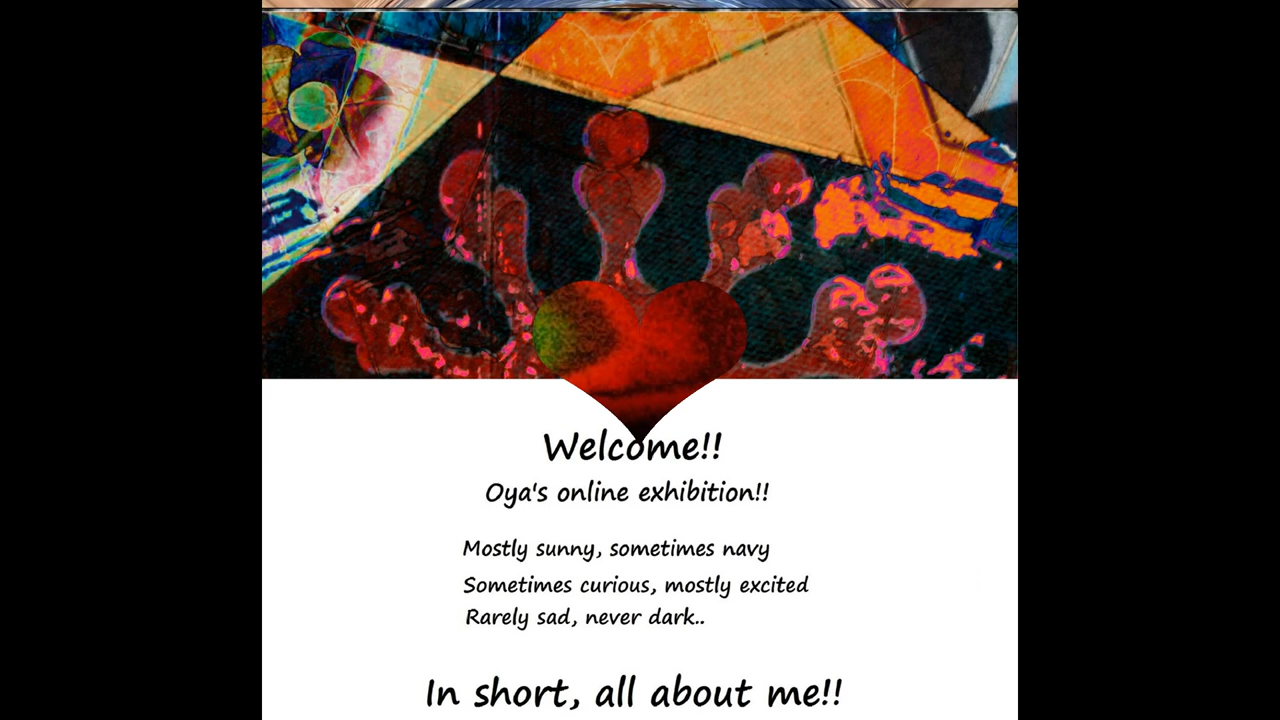 Welcome!!
Oya's online exhibition!!
Mostly sunny, sometimes navy
Sometimes curious, mostly excited
Rarely sad, never dark..
In short, all about me!!